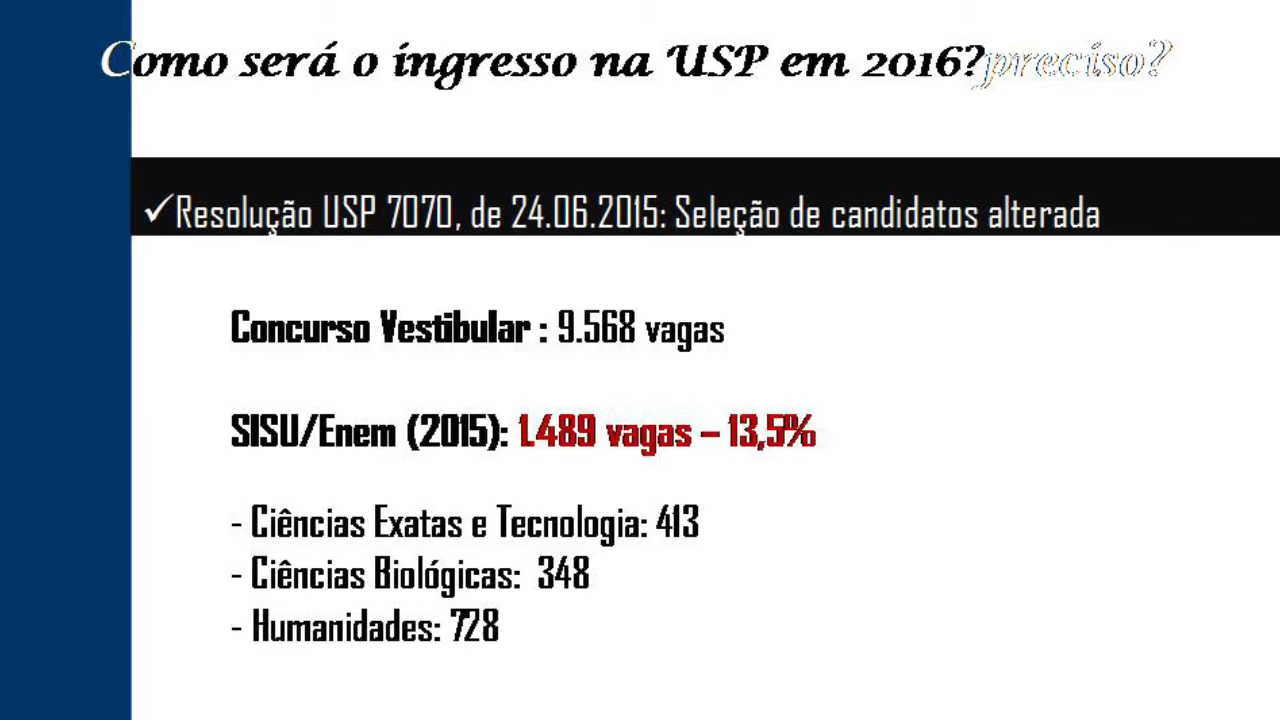 Como será o ingresso na USP em 2016?preciso?
✓Resolução USP 7070, de 24.06.2015: Seleção de candidatos alterada
Concurso Vestibular : 9.568 vagas
SISU/Enem (2015): 1.489 vagas – 13,5%
- Ciências Exatas e Tecnologia: 413
- Ciências Biológicas: 348
- Humanidades: 728